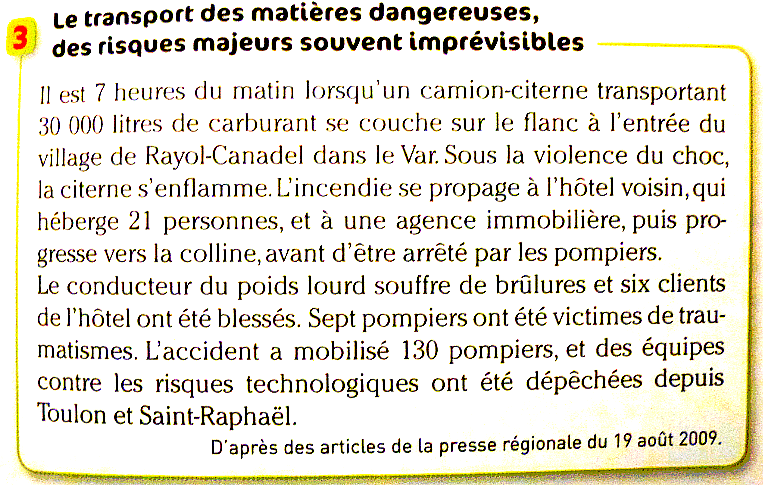 3 Le transport des matières dangereuses,
des risques majeurs souvent imprévisibles
Il est 7 heures du matin lorsqu'un camion-citerne transportant
30 000 litres de carburant se couche sur le flanc à l'entrée du
village de Rayol-Canadel dans le Var. Sous la violence du choc,
la citerne s'enflamme. L'incendie se propage à l'hôtel voisin, qui
héberge 21 personnes, et à une agence immobilière, puis pro-
gresse vers la colline, avant d'être arrêté par les pompiers.
Le conducteur du poids lourd souffre de brûlures et six clients
de l'hôtel ont été blessés. Sept pompiers ont été victimes de trau-
matismes. L'accident a mobilisé 130 pompiers, et des équipes
contre les risques technologiques ont été dépêchées depuis
Toulon et Saint-Raphaël.
D'après des articles de la presse régionale du 19 août 2009.